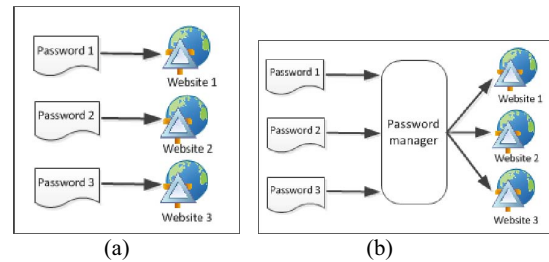 Password 1
Website 1
Password 2
Website 2
Password 3
Website 3
(a)
Password 1
Password 2
Password 3
Password
manager
Website 1
Website 2
Website 3
(b)